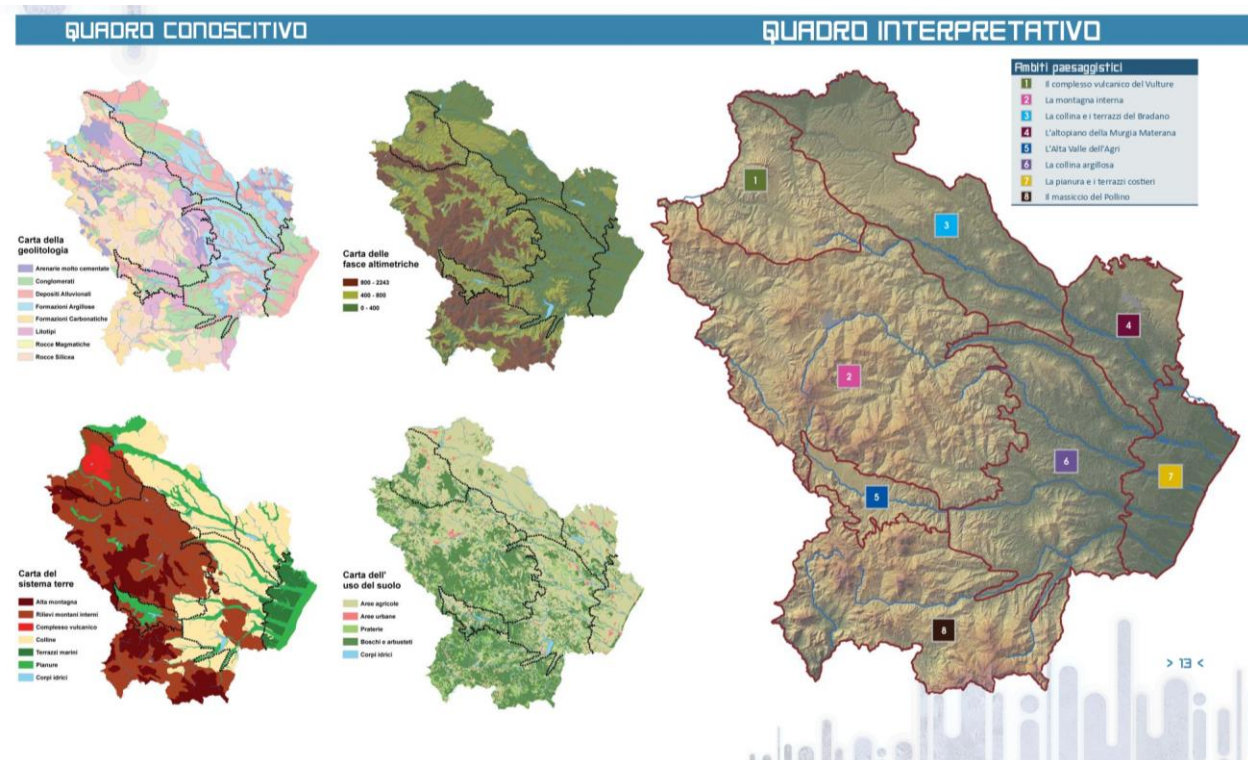 QUADRO CONOSCITIVO
Carta della
geolitologia
Arenarie molto cementate
Conglomerati
Depositi Alluvionali
Formazioni Argillose
Formazioni Carbonatiche
Litotipi
Rocce Magmatiche
Rocce Silicea
Carta delle
fasce altimetriche
800 - 2243
400 - 800
0 - 400
Carta del
sistema terre
Alta montagna
Rilievi montani interni
Complesso vulcanico
Colline
Terrazzi marini
Pianure
Corpi idrici
Carta dell'
uso del suolo
Aree agricole
Aree urbane
Praterie
Boschi e arbusteti
Corpi idrici
QUADRO INTERPRETATIVO
Ambiti paesaggistici
1 Il complesso vulcanico del Vulture
2 La montagna interna
3 La collina e i terrazzi del Bradano
4 L'altopiano della Murgia Materana
5 L'Alta Valle dell'Agri
6 La collina argillosa
7 La pianura e i terrazzi costieri
8 Il massiccio del Pollino
1
3
4
2
6
7
5
8
> 13 <